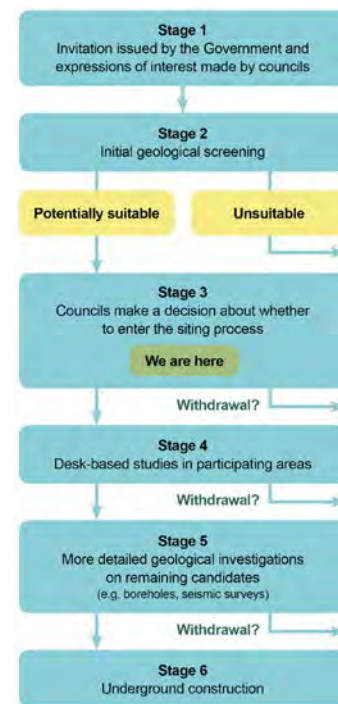 Stage 1
Invitation issued by the Government and
expressions of interest made by councils
Stage 2
Initial geological screening
Potentially suitable
Unsuitable
Stage 3
Councils make a decision about whether
to enter the siting process
We are here
Withdrawal?
Stage 4
Desk-based studies in participating areas
Withdrawal?
Stage 5
More detailed geological investigations
on remaining candidates
(e.g. boreholes, seismic surveys)
Withdrawal?
Stage 6
Underground construction